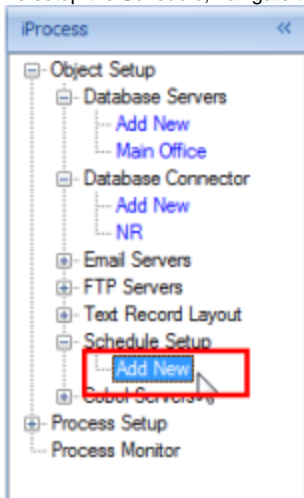 iProcess «
Object Setup
Database Servers
Add New
Main Office
Database Connector
Add New
NR
Email Servers
FTP Servers
Text Record Layout
Schedule Setup
Add New
Cobol Servers
Process Setup
Process Monitor